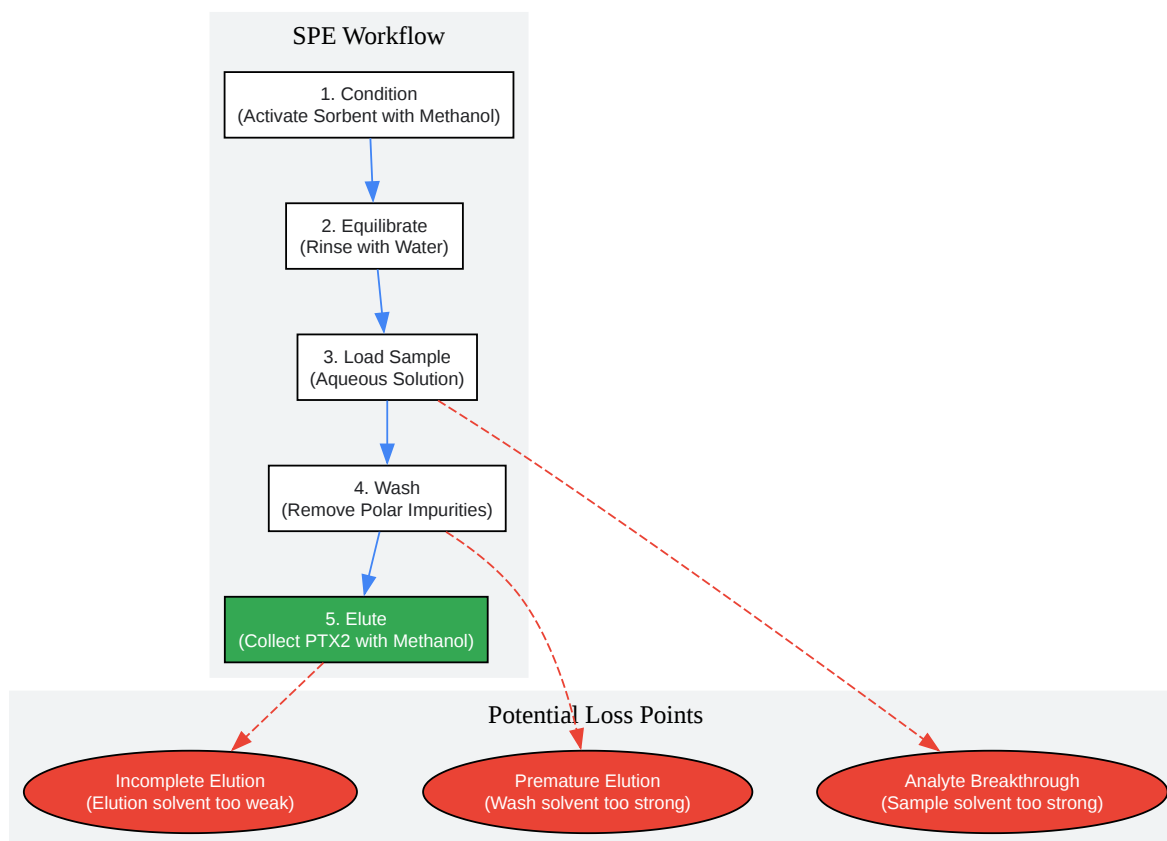 SPE Workflow
1. Condition
(Activate Sorbent with Methanol)
2. Equilibrate
(Rinse with Water)
3. Load Sample
(Aqueous Solution)
4. Wash
(Remove Polar Impurities)
5. Elute
(Collect PTX2 with Methanol)
Potential Loss Points
Incomplete Elution
(Elution solvent too weak)
Premature Elution
(Wash solvent too strong)
Analyte Breakthrough
(Sample solvent too strong)